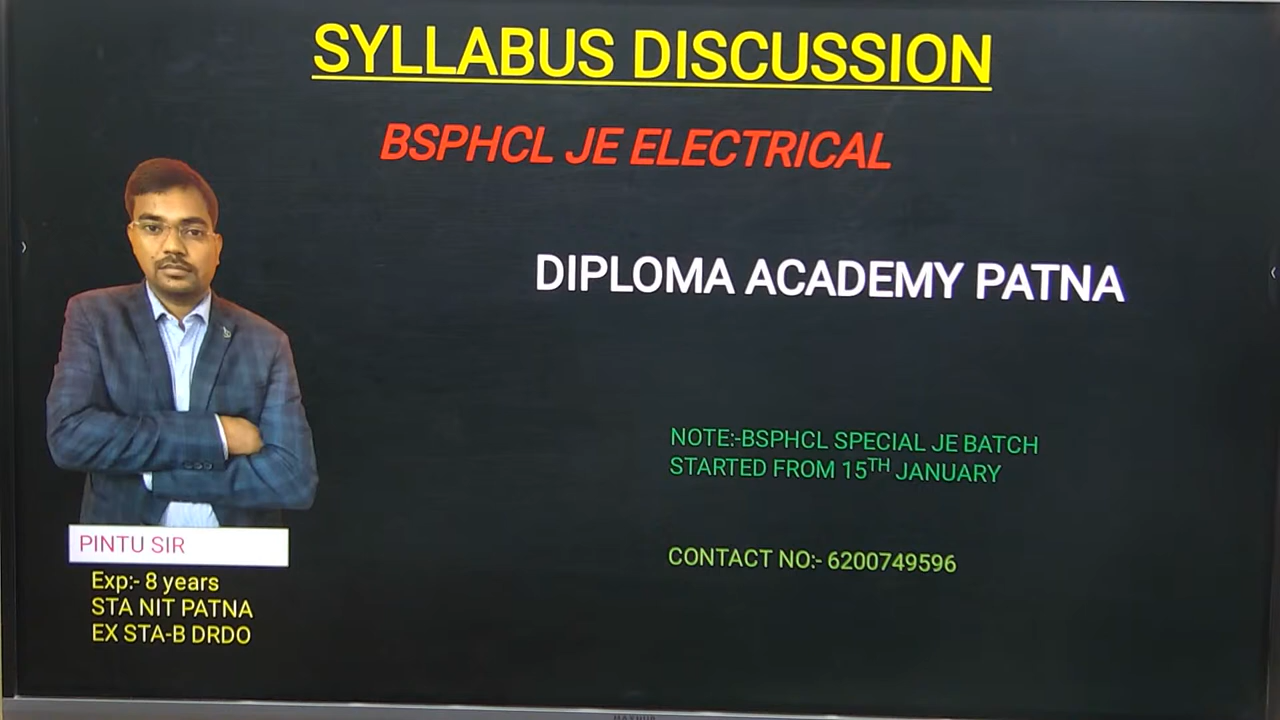 SYLLABUS DISCUSSION
BSPHCL JE ELECTRICAL
DIPLOMA ACADEMY PATNA
NOTE:-BSPHCL SPECIAL JE BATCH
STARTED FROM 15TH JANUARY
CONTACT NO:- 6200749596
PINTU SIR
Exp:- 8 years
STA NIT PATNA
EX STA-B DRDO